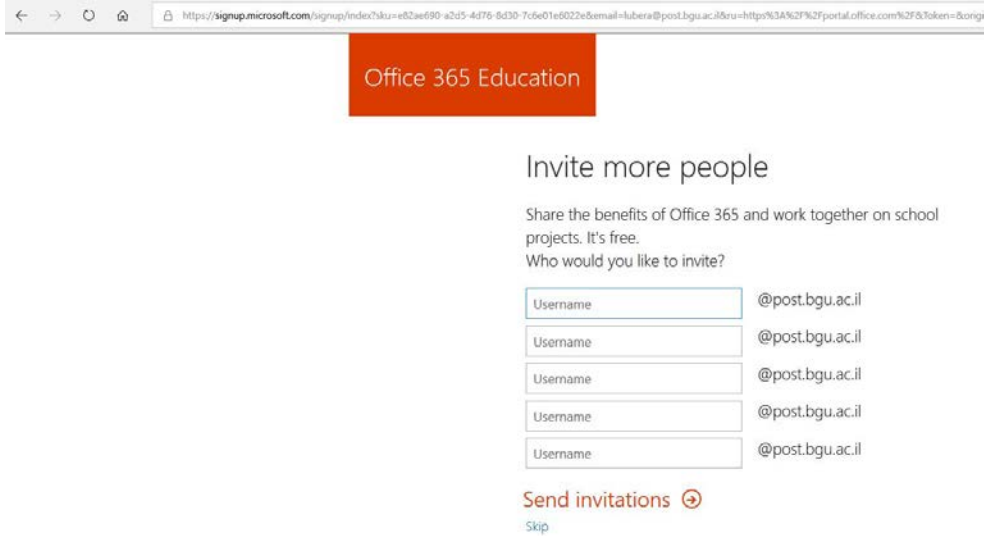 https://signup.microsoft.com/signup/index?sku=e82ae690-a2d5-4d76-8d30-7c6e01e6022e&email=lubera@post.bgu.ac.il&ru=https%3A%2F%2Fportal.office.com%2F&Token=&origi
Office 365 Education
Invite more people
Share the benefits of Office 365 and work together on school
projects. It's free.
Who would you like to invite?
Username @post.bgu.ac.il
Username @post.bgu.ac.il
Username @post.bgu.ac.il
Username @post.bgu.ac.il
Username @post.bgu.ac.il
Send invitations
Skip